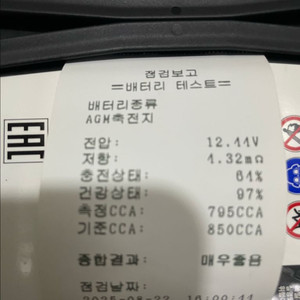 점검보고
=배터리 테스트=
배터리종류
AGM축전지
전압: 12.44V
저항: 4.32mΩ
충전상태: 64%
건강상태: 97%
측정CCA: 795CCA
기준CCA: 850CCA
종합결과: 매우좋음
점검날짜:
EAC